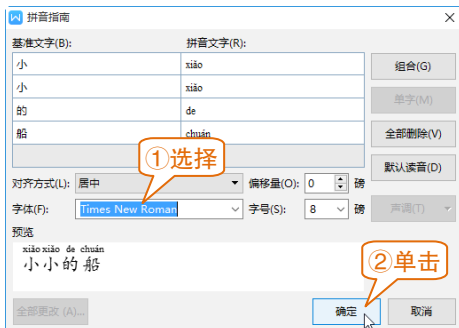 拼音指南
基准文字(B): 拼音文字(R):
小 xiǎo 组合(G)
小 xiǎo 单字(M)
的 de
船 chuán 全部删除(V)
①选择 默认读音(D)
对齐方式(L): 居中 偏移量(O): 0 磅
字体(F): Times New Roman 字号(S): 8 磅 声调(T)
预览
xiǎo xiǎo de chuán
小小的船
②单击
全部更改 (A)... 确定 取消